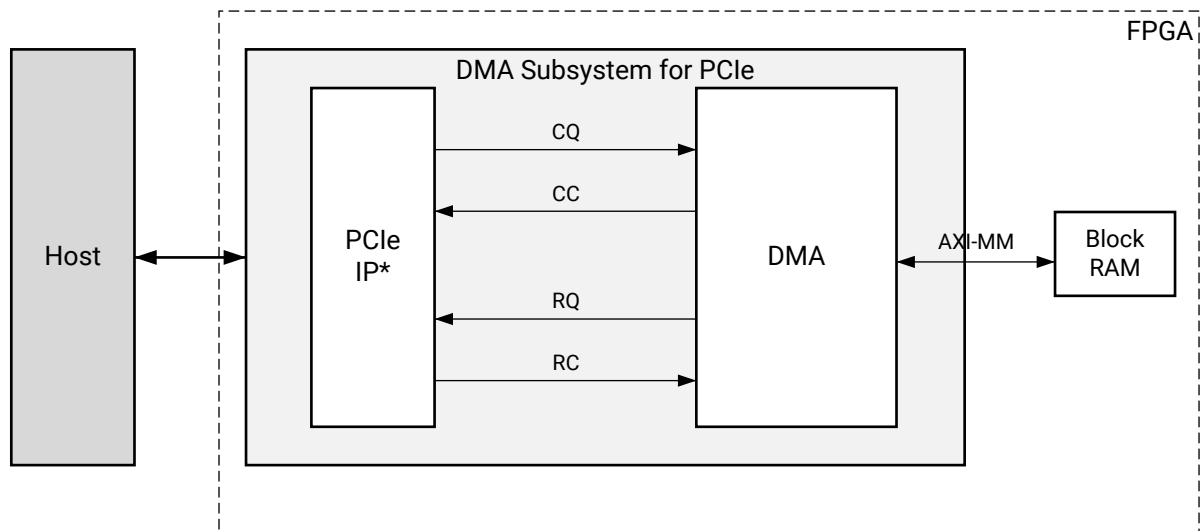 FPGA
DMA Subsystem for PCIe
CQ
CC
Host
PCIe
IP*
DMA
AXI-MM
Block
RAM
RQ
RC